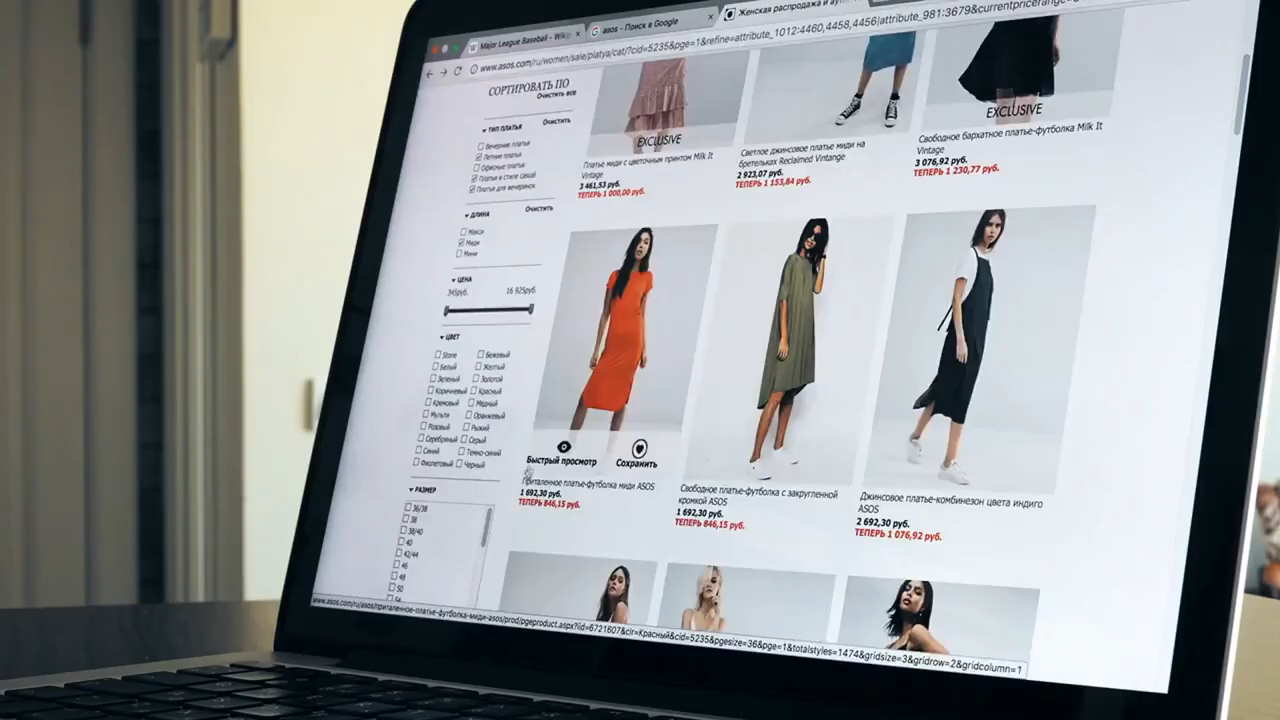 Major League Baseball - Wikip
asos - Поиск в Google
Женская распродажа и аутл
www.asos.com/ru/women/sale/platya/cat/?cid=5235&pge=1&refine=attribute_1012:4460,4458,4456|attribute_981:3679&currentpricerange=
СОРТИРОВАТЬ ПО
Очистить все
ТИП ПЛАТЬЯ
Очистить
Вечерние платья
Летние платья
Офисные платья
Платья в стиле casual
Платья для вечеринок
ДЛИНА
Очистить
Макси
Миди
Мини
ЦЕНА
345руб.
16 925руб.
ЦВЕТ
Stone
Бежевый
Белый
Желтый
Зеленый
Золотой
Коричневый
Красный
Кремовый
Медный
Мульти
Оранжевый
Розовый
Рыжий
Серебряный
Серый
Синий
Темно-синий
Фиолетовый
Черный
РАЗМЕР
36/38
38
38/40
40
42/44
46
48
50
54
EXCLUSIVE
Платье миди с цветочным принтом Milk It
Vintage
3 461,53 руб.
ТЕПЕРЬ 1 000,00 руб.
Светлое джинсовое платье миди на
бретельках Reclaimed Vintange
2 923,07 руб.
ТЕПЕРЬ 1 153,84 руб.
EXCLUSIVE
Свободное бархатное платье-футболка Milk It
Vintage
3 076,92 руб.
ТЕПЕРЬ 1 230,77 руб.
Быстрый просмотр
Сохранить
Приталенное платье-футболка миди ASOS
1 692,30 руб.
ТЕПЕРЬ 846,15 руб.
Свободное платье-футболка с закругленной
кромкой ASOS
1 692,30 руб.
ТЕПЕРЬ 846,15 руб.
Джинсовое платье-комбинезон цвета индиго
ASOS
2 692,30 руб.
ТЕПЕРЬ 1 076,92 руб.
www.asos.com/ru/asos/приталенное-платье-футболка-миди-asos/prod/pgeproduct.aspx?iid=6721607&clr=Красный&cid=5235&pgesize=36&pge=1&totalstyles=1474&gridsize=3&gridrow=2&gridcolumn=1